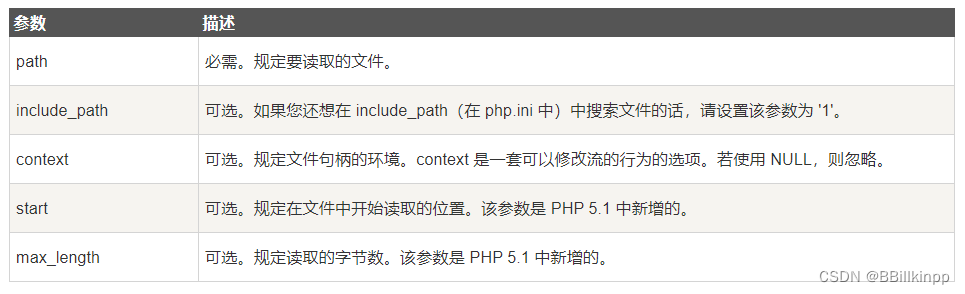 参数 描述
path 必需。规定要读取的文件。
include_path 可选。如果您还想在 include_path（在 php.ini 中）中搜索文件的话，请设置该参数为 '1'。
context 可选。规定文件句柄的环境。context 是一套可以修改流的行为的选项。若使用 NULL，则忽略。
start 可选。规定在文件中开始读取的位置。该参数是 PHP 5.1 中新增的。
max_length 可选。规定读取的字节数。该参数是 PHP 5.1 中新增的。
CSDN @BBillkinpp